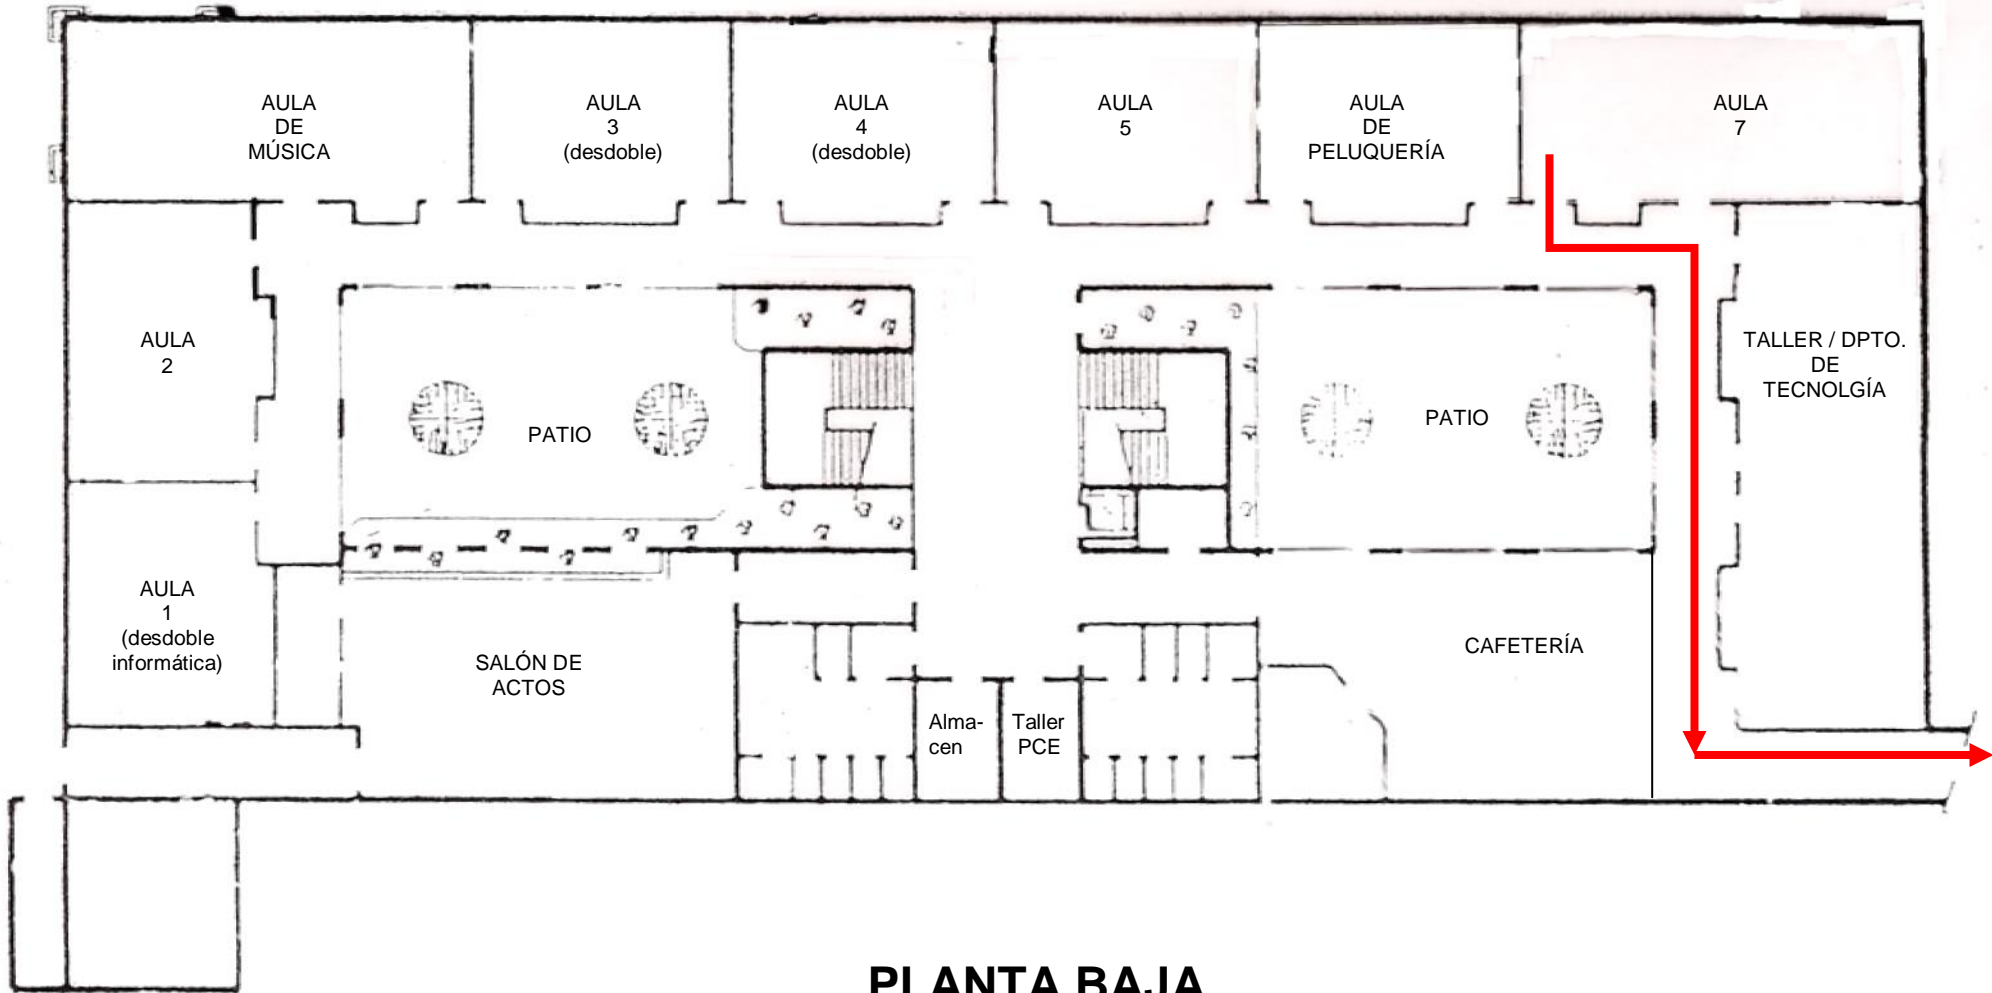 AULA
DE
MÚSICA
AULA
3
(desdoble)
AULA
4
(desdoble)
AULA
5
AULA
DE
PELUQUERÍA
AULA
7
AULA
2
PATIO
PATIO
TALLER / DPTO.
DE
TECNOLGÍA
AULA
1
(desdoble
informática)
SALÓN DE
ACTOS
Alma-
cen
Taller
PCE
CAFETERÍA
PLANTA BAJA